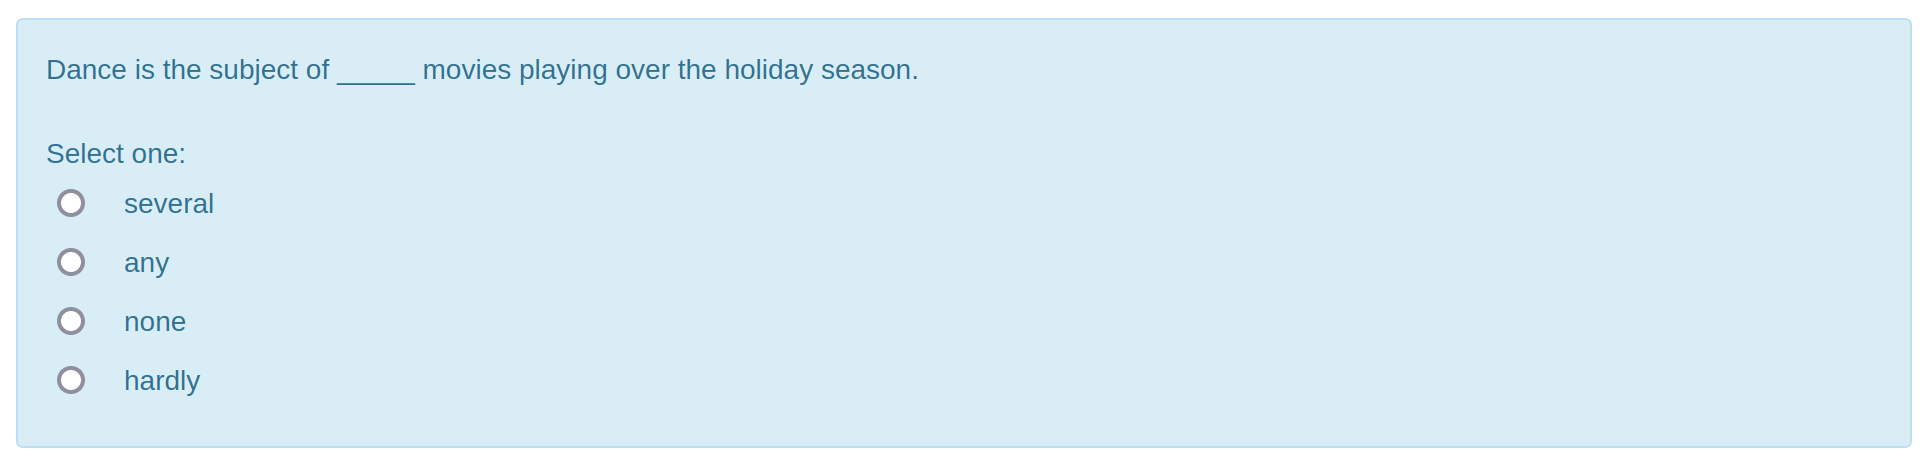 Dance is the subject of _____ movies playing over the holiday season.
Select one:
several
any
none
hardly